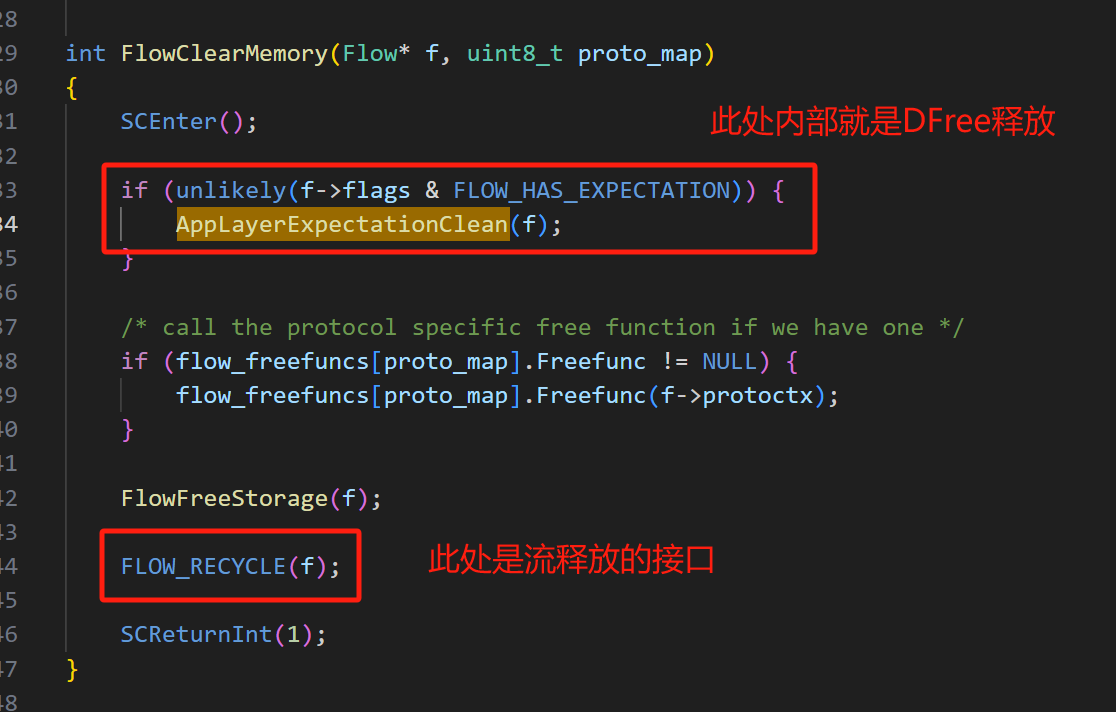 28
29 int FlowClearMemory(Flow* f, uint8_t proto_map)
30 {
31 SCEnter();
此处内部就是DFree释放
32
33 if (unlikely(f->flags & FLOW_HAS_EXPECTATION)) {
34 AppLayerExpectationClean(f);
35 }
36
37 /* call the protocol specific free function if we have one */
38 if (flow_freefuncs[proto_map].Freefunc != NULL) {
39 flow_freefuncs[proto_map].Freefunc(f->protoctx);
40 }
41
42 FlowFreeStorage(f);
43
44 FLOW_RECYCLE(f); 此处是流释放的接口
45
46 SCReturnInt(1);
47 }
48